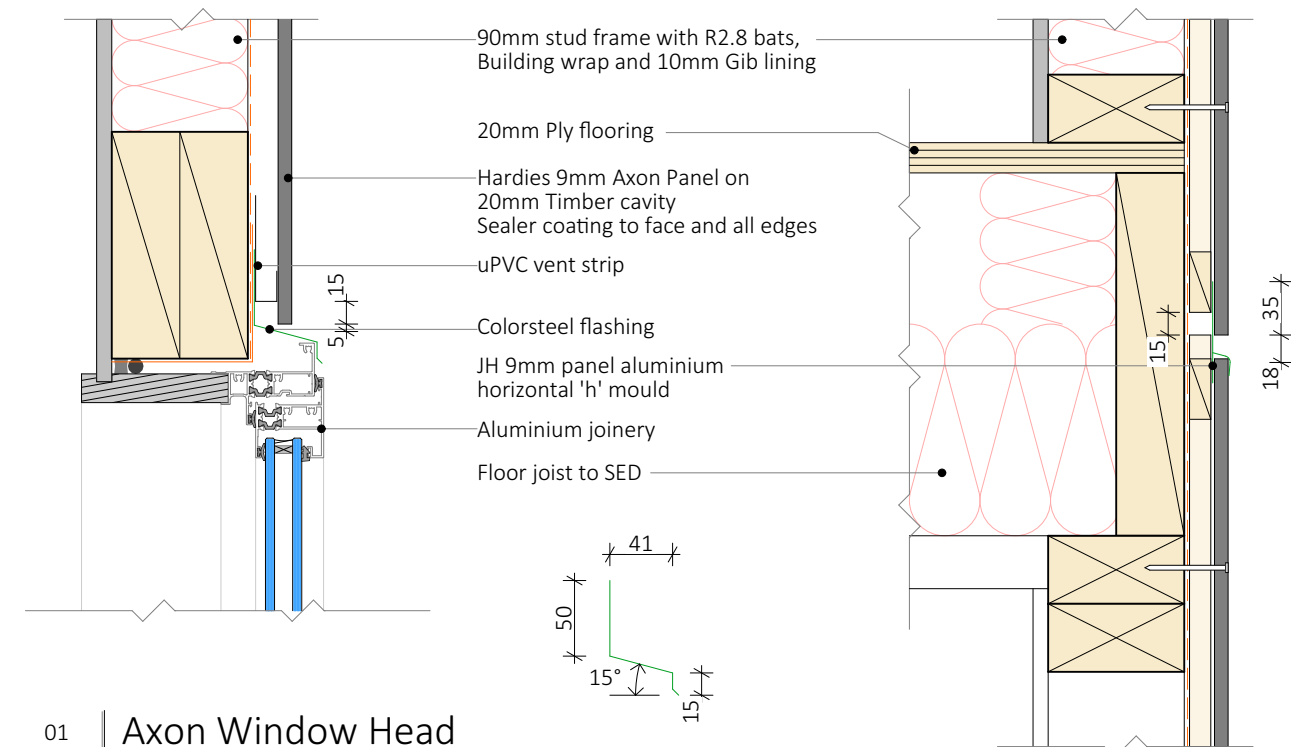 90mm stud frame with R2.8 bats,
Building wrap and 10mm Gib lining
20mm Ply flooring
Hardies 9mm Axon Panel on
20mm Timber cavity
Sealer coating to face and all edges
uPVC vent strip
15
Colorsteel flashing
5
JH 9mm panel aluminium
horizontal 'h' mould
Aluminium joinery
Floor joist to SED
35
15
18
41
50
15°
15
01 Axon Window Head